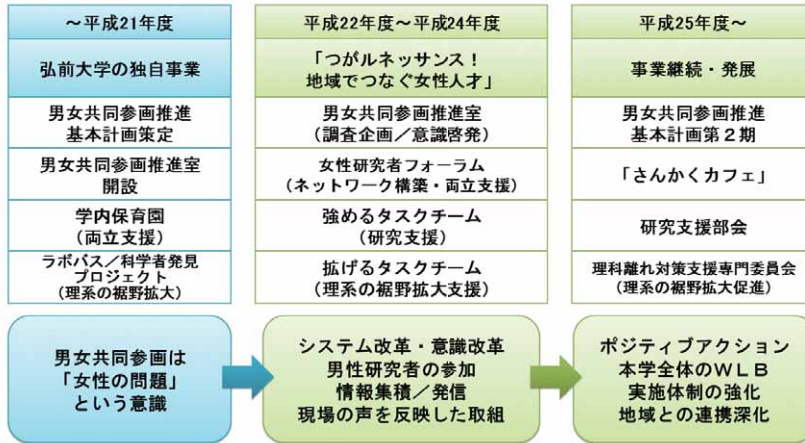 ～平成21年度
弘前大学の独自事業
男女共同参画推進
基本計画策定
男女共同参画推進室
開設
学内保育園
(両立支援)
ラボバス／科学者発見
プロジェクト
(理系の裾野拡大)
平成22年度～平成24年度
「つがルネッサンス！
地域でつなぐ女性人才」
男女共同参画推進室
(調査企画／意識啓発)
女性研究者フォーラム
(ネットワーク構築・両立支援)
強めるタスクチーム
(研究支援)
拡げるタスクチーム
(理系の裾野拡大支援)
平成25年度～
事業継続・発展
男女共同参画推進
基本計画第２期
「さんかくカフェ」
研究支援部会
理科離れ対策支援専門委員会
(理系の裾野拡大促進)
男女共同参画は
「女性の問題」
という意識
システム改革・意識改革
男性研究者の参加
情報集積／発信
現場の声を反映した取組
ポジティブアクション
本学全体のＷＬＢ
実施体制の強化
地域との連携深化